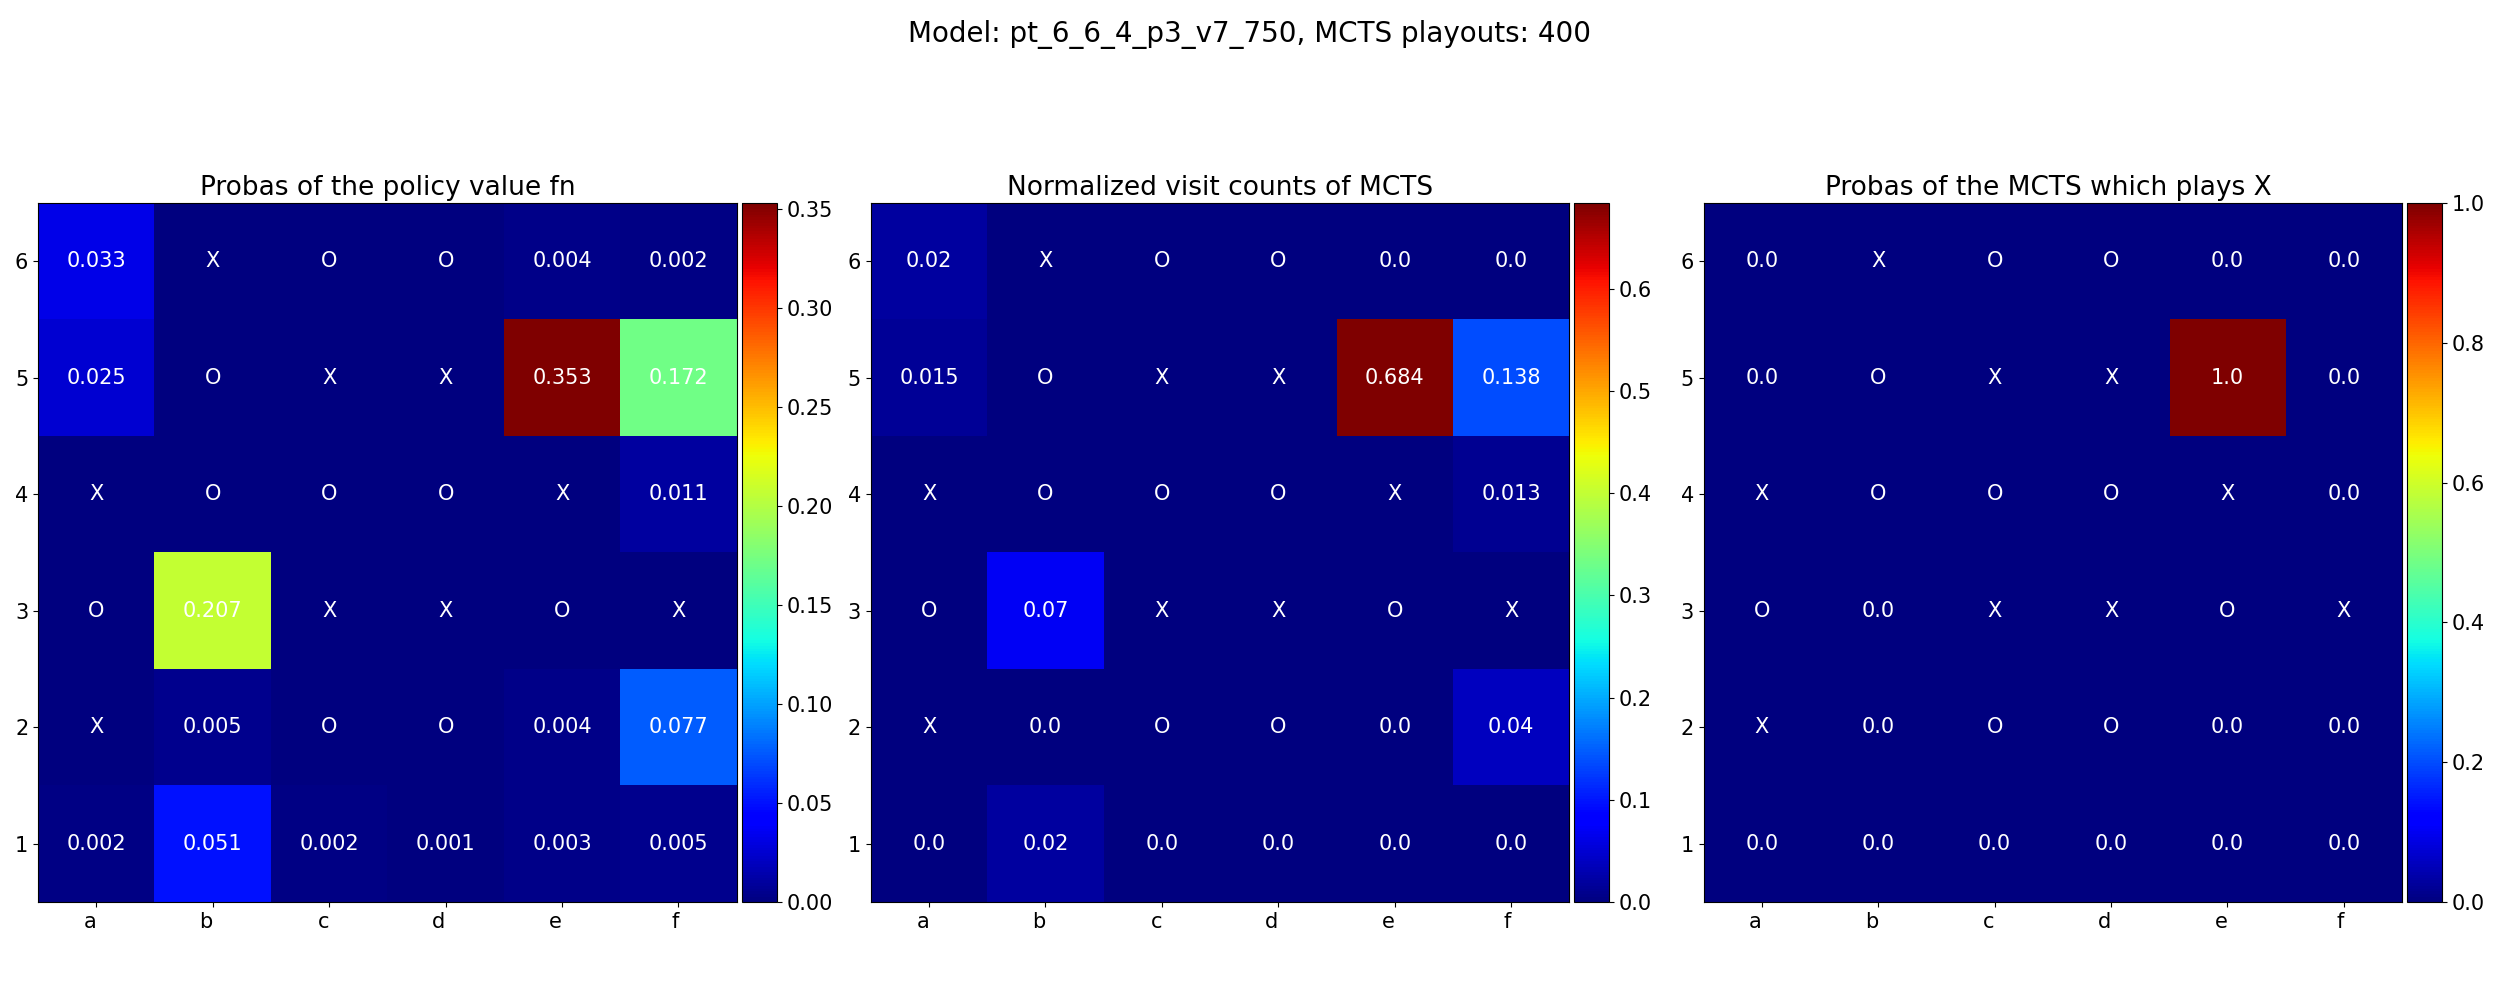 Model: pt_6_6_4_p3_v7_750, MCTS playouts: 400
Probas of the policy value fn
6 0.033 X O O 0.004 0.002
5 0.025 O X X 0.353 0.172
4 X O O O X 0.011
3 O 0.207 X X O X
2 X 0.005 O O 0.004 0.077
1 0.002 0.051 0.002 0.001 0.003 0.005
a b c d e f
0.35
0.30
0.25
0.20
0.15
0.10
0.05
0.00
Normalized visit counts of MCTS
6 0.02 X O O 0.0 0.0
5 0.015 O X X 0.684 0.138
4 X O O O X 0.013
3 O 0.07 X X O X
2 X 0.0 O O 0.0 0.04
1 0.0 0.02 0.0 0.0 0.0 0.0
a b c d e f
0.6
0.5
0.4
0.3
0.2
0.1
0.0
Probas of the MCTS which plays X
6 0.0 X O O 0.0 0.0
5 0.0 O X X 1.0 0.0
4 X O O O X 0.0
3 O 0.0 X X O X
2 X 0.0 O O 0.0 0.0
1 0.0 0.0 0.0 0.0 0.0 0.0
a b c d e f
1.0
0.8
0.6
0.4
0.2
0.0